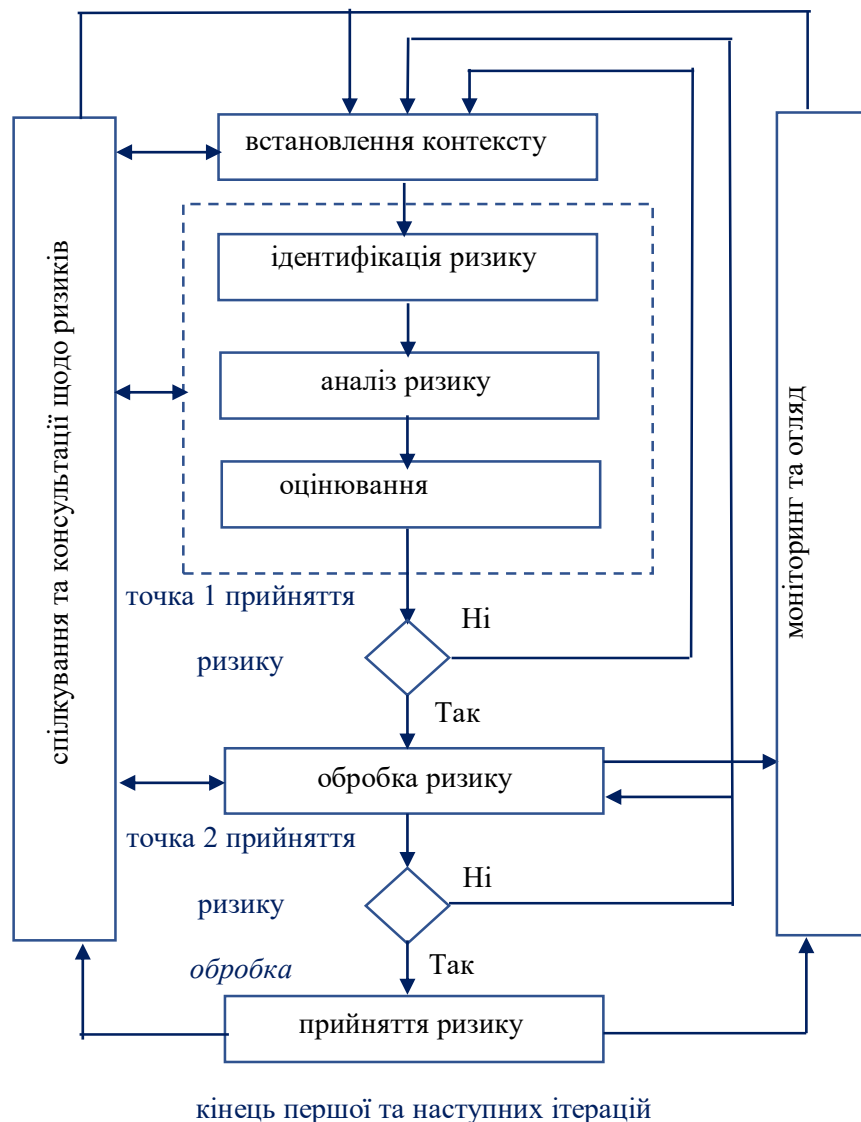 встановлення контексту
ідентифікація ризику
аналіз ризику
оцінювання
точка 1 прийняття
Ні
ризику
Так
обробка ризику
точка 2 прийняття
Ні
ризику
Так
обробка
прийняття ризику
кінець першої та наступних ітерацій
спілкування та консультації щодо ризиків
моніторинг та огляд